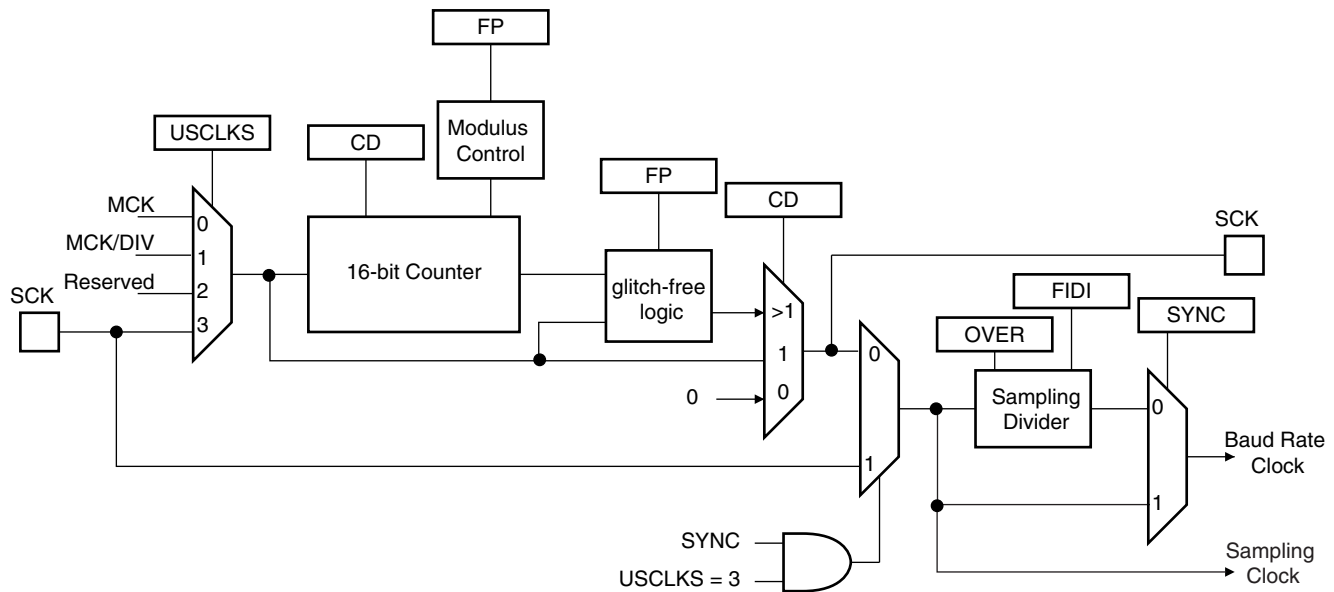 FP
Modulus
Control
USCLKS
CD
FP
CD
MCK
0
MCK/DIV
1
Reserved
2
SCK
3
16-bit Counter
glitch-free
logic
>1
1
0
0
SCK
FIDI
OVER
SYNC
0
1
Sampling
Divider
0
1
Baud Rate
Clock
SYNC
USCLKS = 3
Sampling
Clock